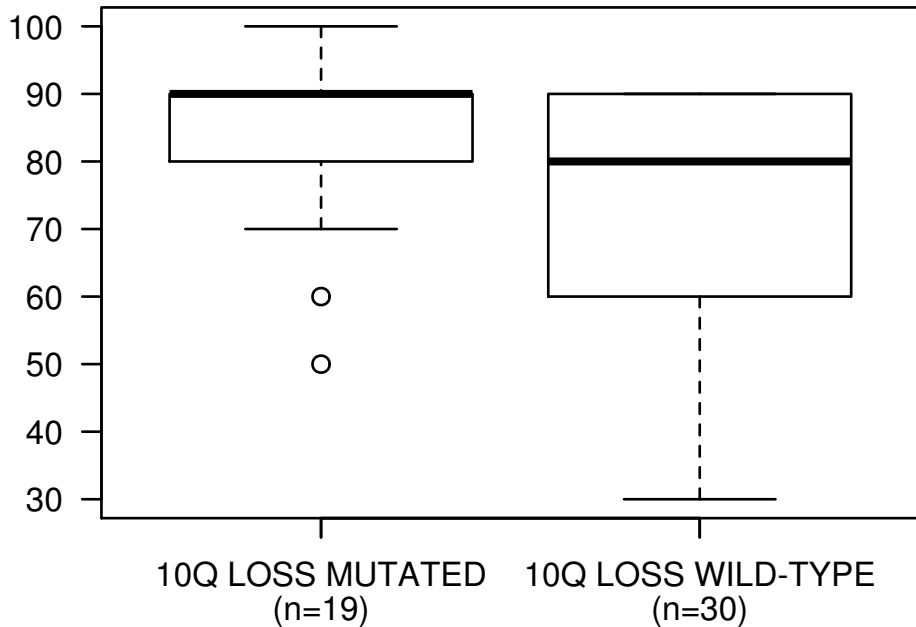 100
90
80
70
60
50
40
30
10Q LOSS MUTATED
(n=19)
10Q LOSS WILD-TYPE
(n=30)